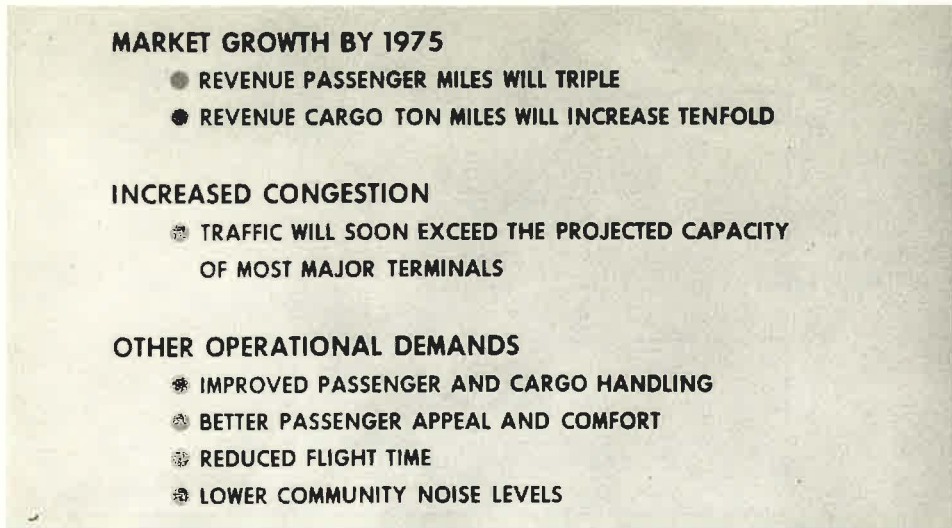 MARKET GROWTH BY 1975
REVENUE PASSENGER MILES WILL TRIPLE
REVENUE CARGO TON MILES WILL INCREASE TENFOLD
INCREASED CONGESTION
TRAFFIC WILL SOON EXCEED THE PROJECTED CAPACITY
OF MOST MAJOR TERMINALS
OTHER OPERATIONAL DEMANDS
IMPROVED PASSENGER AND CARGO HANDLING
BETTER PASSENGER APPEAL AND COMFORT
REDUCED FLIGHT TIME
LOWER COMMUNITY NOISE LEVELS